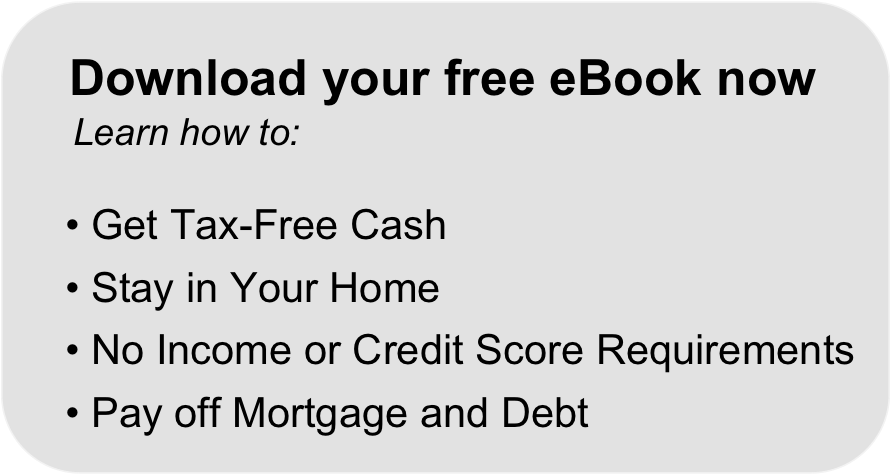 Download your free eBook now
Learn how to:
• Get Tax-Free Cash
• Stay in Your Home
• No Income or Credit Score Requirements
• Pay off Mortgage and Debt